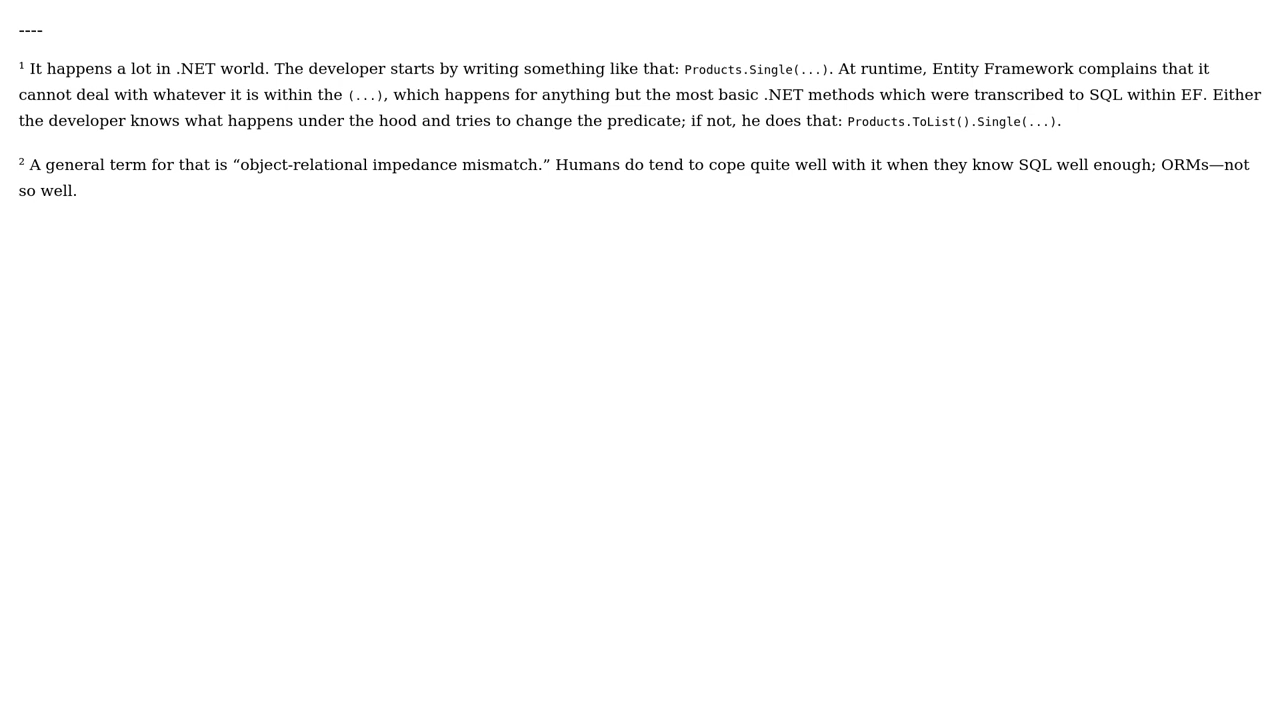 ----
¹ It happens a lot in .NET world. The developer starts by writing something like that: Products.Single(...). At runtime, Entity Framework complains that it
cannot deal with whatever it is within the (...), which happens for anything but the most basic .NET methods which were transcribed to SQL within EF. Either
the developer knows what happens under the hood and tries to change the predicate; if not, he does that: Products.ToList().Single(...).
² A general term for that is “object-relational impedance mismatch.” Humans do tend to cope quite well with it when they know SQL well enough; ORMs—not
so well.